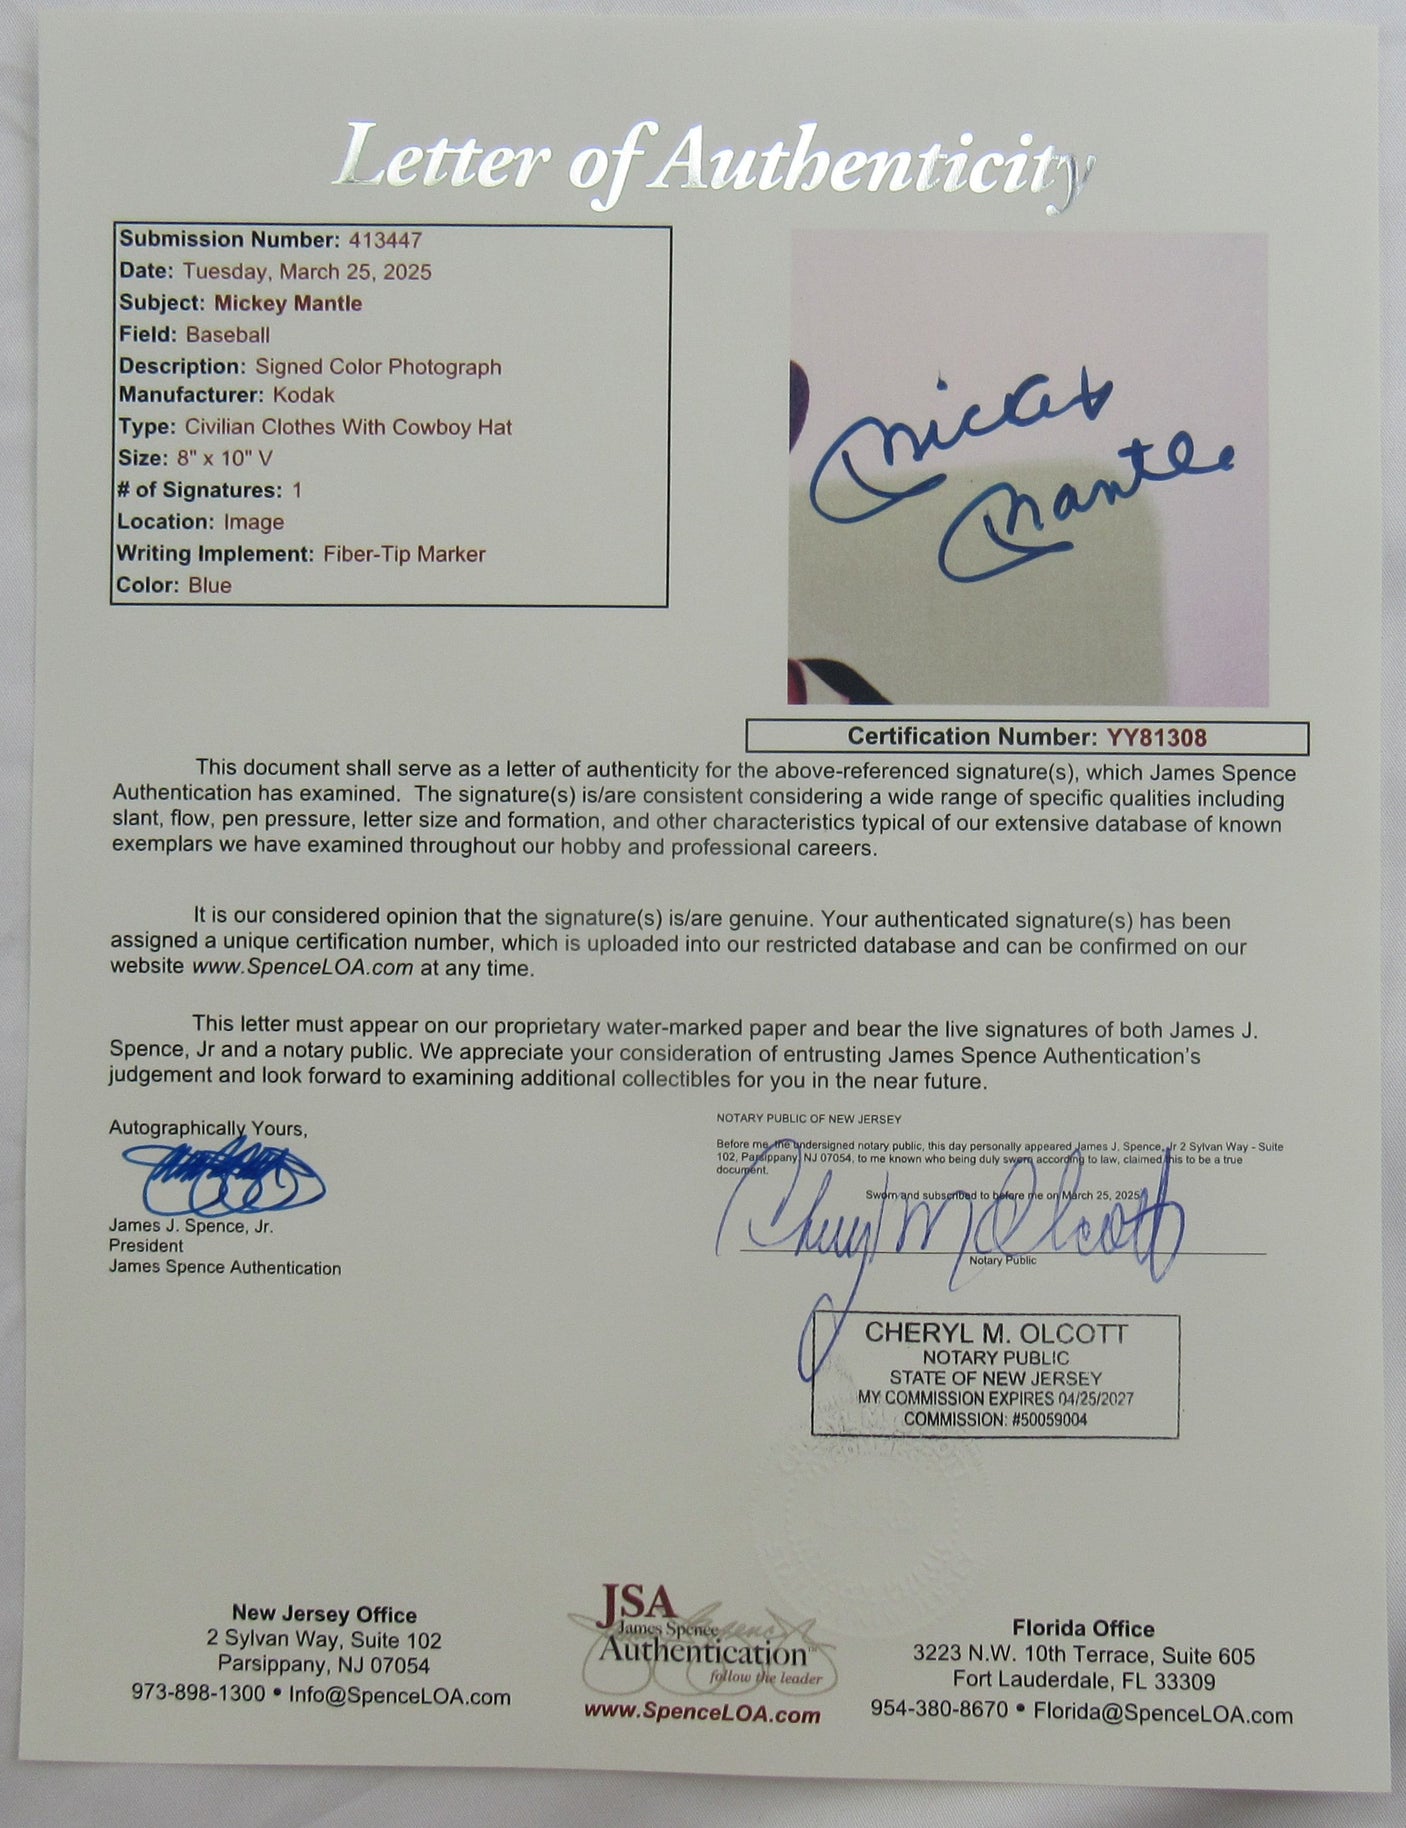 Letter of Authenticity
Submission Number: 413447
Date: Tuesday, March 25, 2025
Subject: Mickey Mantle
Field: Baseball
Description: Signed Color Photograph
Manufacturer: Kodak
Type: Civilian Clothes With Cowboy Hat
Size: 8" x 10" V
# of Signatures: 1
Location: Image
Writing Implement: Fiber-Tip Marker
Color: Blue
Mickey
Mantle
Certification Number: YY81308
This document shall serve as a letter of authenticity for the above-referenced signature(s), which James Spence
Authentication has examined. The signature(s) is/are consistent considering a wide range of specific qualities including
slant, flow, pen pressure, letter size and formation, and other characteristics typical of our extensive database of known
exemplars we have examined throughout our hobby and professional careers.
It is our considered opinion that the signature(s) is/are genuine. Your authenticated signature(s) has been
assigned a unique certification number, which is uploaded into our restricted database and can be confirmed on our
website www.SpenceLOA.com at any time.
This letter must appear on our proprietary water-marked paper and bear the live signatures of both James J.
Spence, Jr and a notary public. We appreciate your consideration of entrusting James Spence Authentication's
judgement and look forward to examining additional collectibles for you in the near future.
Autographically Yours,
James J. Spence, Jr.
President
James Spence Authentication
NOTARY PUBLIC OF NEW JERSEY
Before me, the undersigned notary public, this day personally appeared James J. Spence, Jr 2 Sylvan Way - Suite
102, Parsippany, NJ 07054, to me known who being duly sworn according to law, claimed this to be a true
document.
Sworn and subscribed to before me on March 25, 2025
Cheryl M Olcott
Notary Public
CHERYL M. OLCOTT
NOTARY PUBLIC
STATE OF NEW JERSEY
MY COMMISSION EXPIRES 04/25/2027
COMMISSION: #50059004
New Jersey Office
2 Sylvan Way, Suite 102
Parsippany, NJ 07054
973-898-1300 • Info@SpenceLOA.com
JSA
James Spence
Authentication™
follow the leader
www.SpenceLOA.com
Florida Office
3223 N.W. 10th Terrace, Suite 605
Fort Lauderdale, FL 33309
954-380-8670 • Florida@SpenceLOA.com